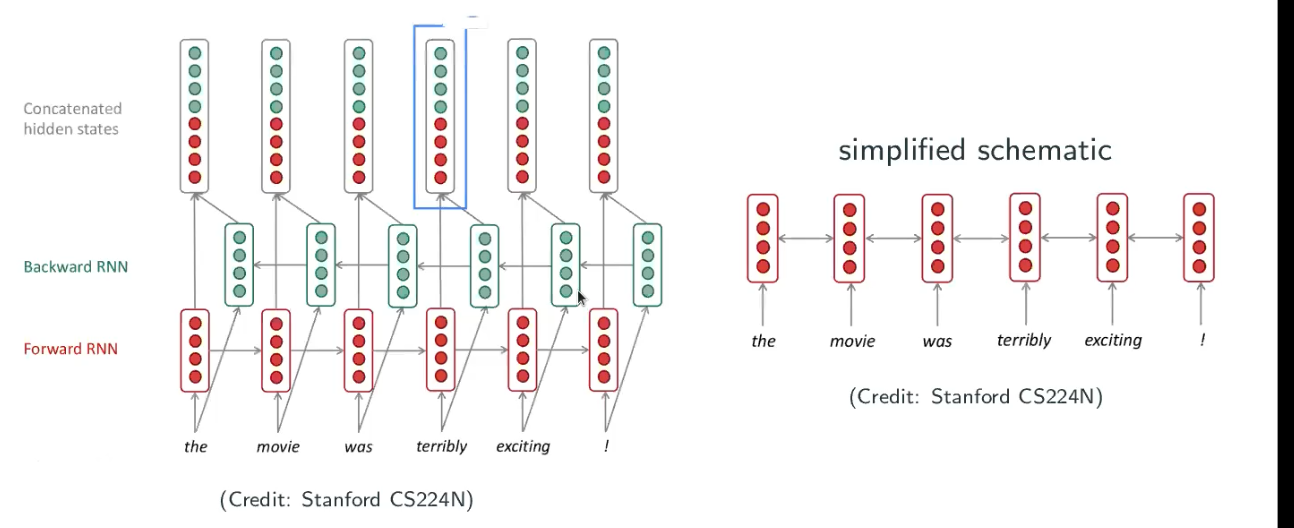 Concatenated
hidden states
Backward RNN
Forward RNN
the movie was terribly exciting !
(Credit: Stanford CS224N)
simplified schematic
the movie was terribly exciting !
(Credit: Stanford CS224N)